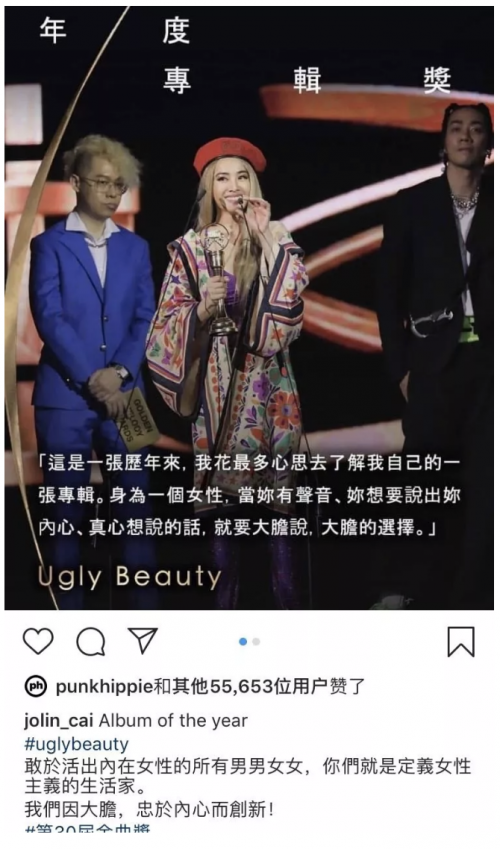 年 度
專 輯 獎
GOLDEN
MELODY
AWARDS
「這是一張歷年來, 我花最多心思去了解我自己的一
張專輯。身為一個女性, 當妳有聲音、妳想要說出妳
內心、真心想說的話, 就要大膽說, 大膽的選擇。」
Ugly Beauty
ph punkhippie和其他55,653位用户赞了
jolin_cai Album of the year
#uglybeauty
敢於活出內在女性的所有男男女女，你們就是定義女性
主義的生活家。
我們因大膽，忠於內心而創新！
#第30屆金曲獎